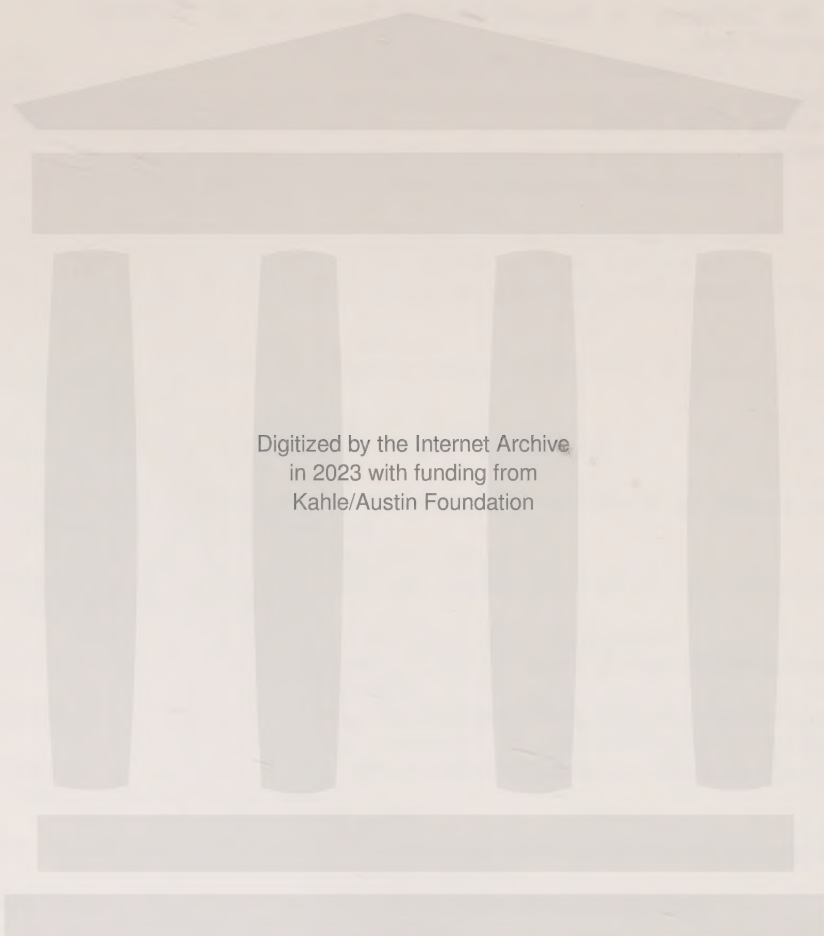 Digitized by the Internet Archive
in 2023 with funding from
Kahle/Austin Foundation